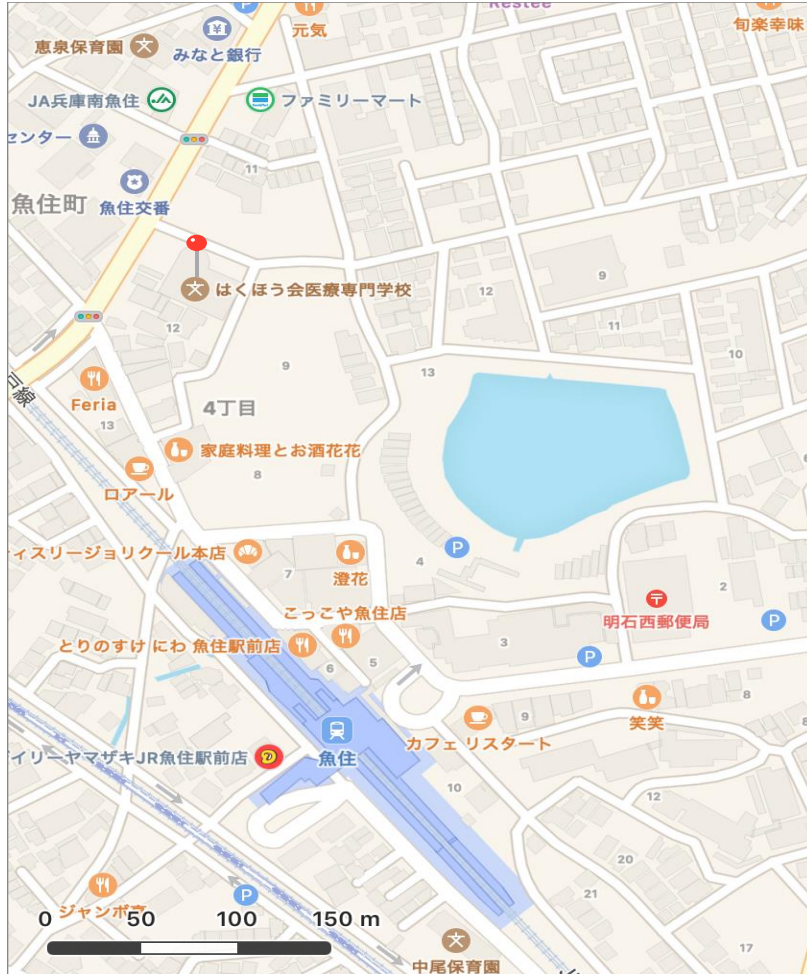 Restee
元気
旬楽幸味
恵泉保育園
みなと銀行
JA兵庫南魚住
ファミリーマート
センター
11
魚住町
魚住交番
はくほう会医療専門学校
9
12
12
11
10
9
13
Feria
4丁目
13
家庭料理とお酒花花
8
ロアール
ティスリージョリクール本店
7
澄花
P
4
2
こっこや魚住店
明石西郵便局
P
とりのすけ にわ 魚住駅前店
6
5
3
P
笑笑
8
9
カフェ リスタート
8
魚住
イリーヤマザキJR魚住駅前店
10
12
20
21
ジャンボ亭
P
17
0 50 100 150 m
中尾保育園